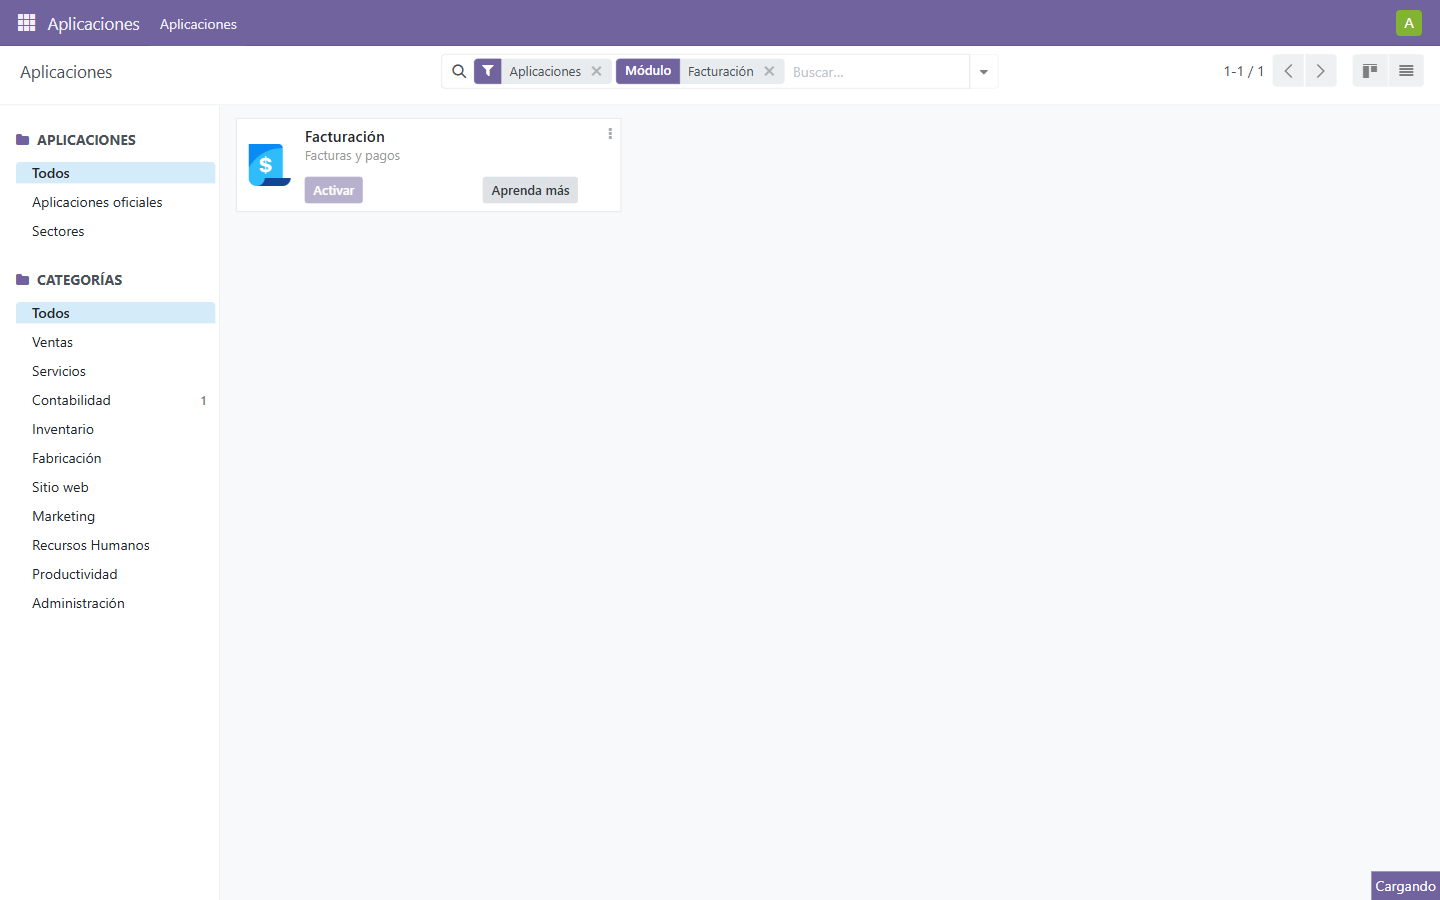 Aplicaciones Aplicaciones A
Aplicaciones
Aplicaciones Módulo Facturación Buscar...
1-1 / 1
APLICACIONES
Todos
Aplicaciones oficiales
Sectores
CATEGORÍAS
Todos
Ventas
Servicios
Contabilidad 1
Inventario
Fabricación
Sitio web
Marketing
Recursos Humanos
Productividad
Administración
$
Facturación
Facturas y pagos
Activar Aprenda más
Cargando